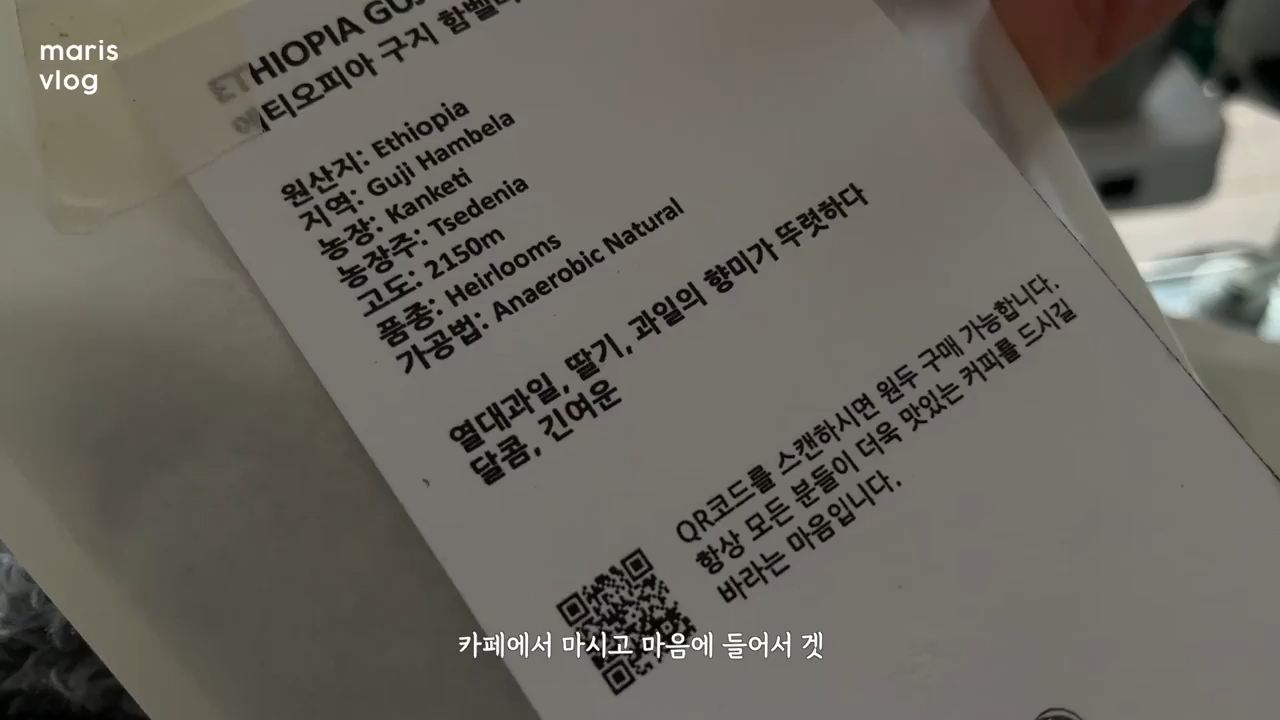 maris
vlog
ETHIOPIA
에티오피아 구지 함벨라
원산지: Ethiopia
지역: Guji Hambela
농장: Kanketi
농장주: Tsedenia
고도: 2150m
품종: Heirlooms
가공법: Anaerobic Natural
열대과일, 딸기, 과일의 향미가 뚜렷하다
달콤, 긴여운
QR코드를 스캔하시면 원두 구매 가능합니다.
항상 모든 분들이 더욱 맛있는 커피를 드시길
바라는 마음입니다.
카페에서 마시고 마음에 들어서 겟